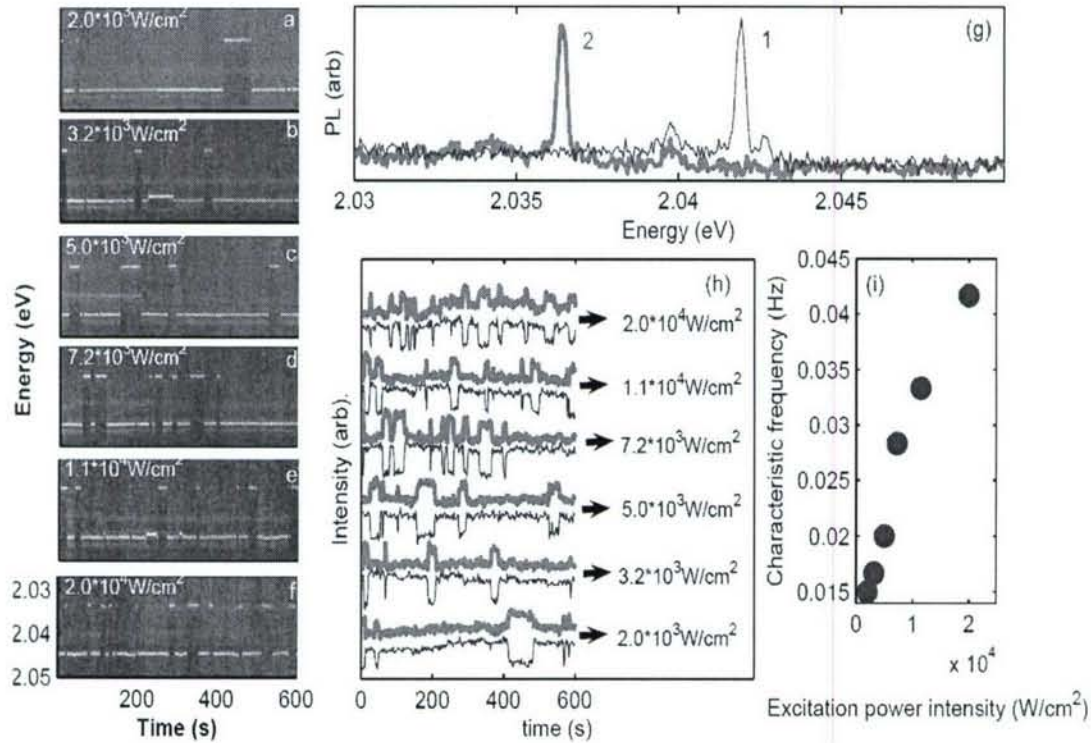 2.0*10³W/cm² a
3.2*10³W/cm² b
5.0*10³W/cm² c
7.2*10³W/cm² d
1.1*10⁴W/cm² e
2.0*10⁴W/cm² f
Energy (eV)
2.03
2.04
2.05
200 400 600
Time (s)
PL (arb)
2 1 (g)
2.03 2.035 2.04 2.045
Energy (eV)
Intensity (arb).
(h)
2.0*10⁴W/cm²
1.1*10⁴W/cm²
7.2*10³W/cm²
5.0*10³W/cm²
3.2*10³W/cm²
2.0*10³W/cm²
0 200 400 600
time (s)
Characteristic frequency (Hz)
(i)
0.045
0.04
0.035
0.03
0.025
0.02
0.015
0 1 2
x 10⁴
Excitation power intensity (W/cm²)